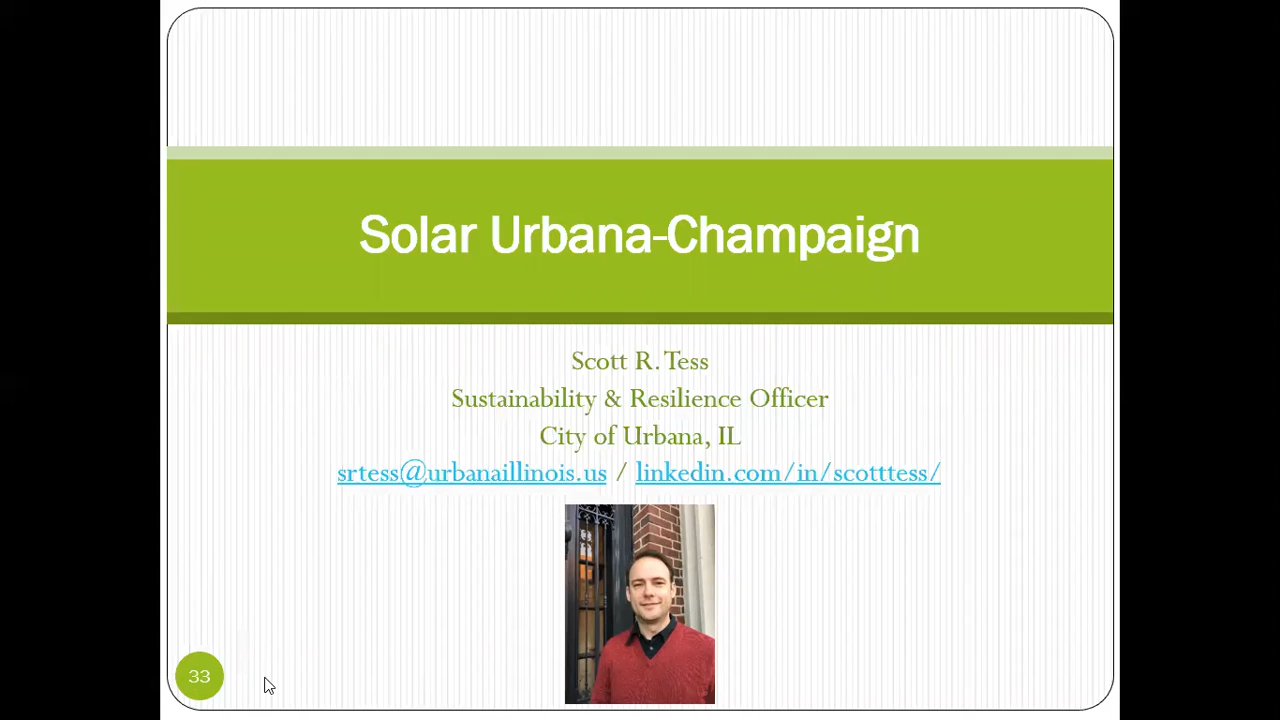 Solar Urbana-Champaign
Scott R. Tess
Sustainability & Resilience Officer
City of Urbana, IL
srtess@urbanaillinois.us / linkedin.com/in/scotttess/
33